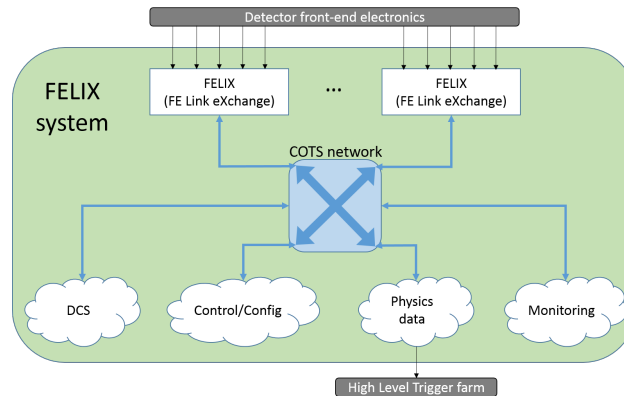 Detector front-end electronics
FELIX
system
FELIX
(FE Link eXchange)
...
FELIX
(FE Link eXchange)
COTS network
DCS
Control/Config
Physics
data
Monitoring
High Level Trigger farm